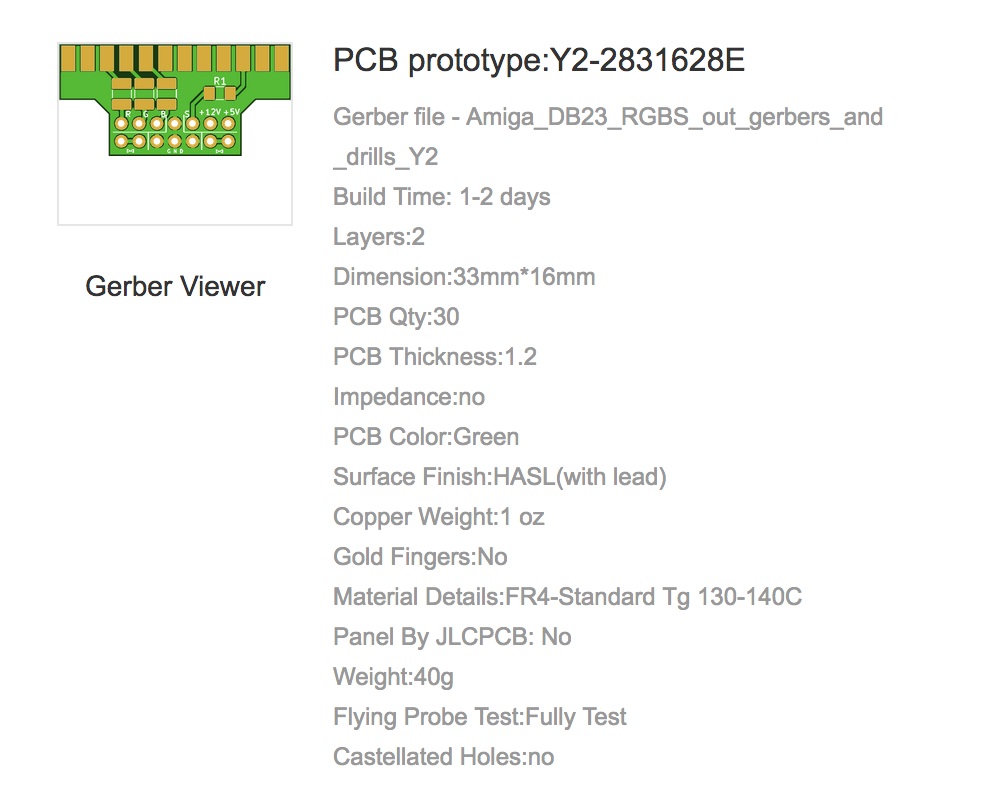 PCB prototype:Y2-2831628E
Gerber file - Amiga_DB23_RGBS_out_gerbers_and
_drills_Y2
Build Time: 1-2 days
Layers:2
Dimension:33mm*16mm
PCB Qty:30
PCB Thickness:1.2
Impedance:no
PCB Color:Green
Surface Finish:HASL(with lead)
Copper Weight:1 oz
Gold Fingers:No
Material Details:FR4-Standard Tg 130-140C
Panel By JLCPCB: No
Weight:40g
Flying Probe Test:Fully Test
Castellated Holes:no
R1
R G B S +12V +5V
GND
Gerber Viewer